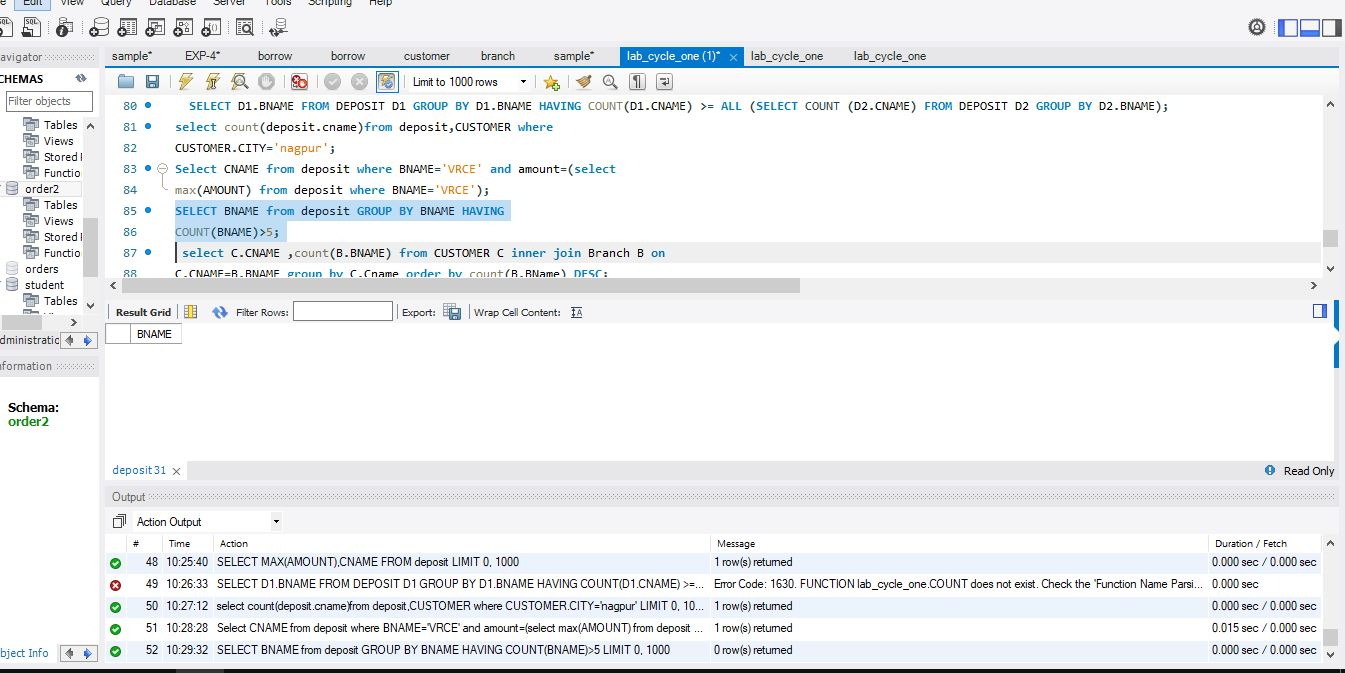 Edit View Query Database Server Tools Scripting Help
avigator
CHEMAS
Filter objects
Tables
Views
Stored
Functio
order2
Tables
Views
Stored
Functio
orders
student
Tables
dministratic
nformation
Schema:
order2
bject Info
sample* EXP-4* borrow borrow customer branch sample* lab_cycle_one (1)* lab_cycle_one lab_cycle_one
Limit to 1000 rows
80 SELECT D1.BNAME FROM DEPOSIT D1 GROUP BY D1.BNAME HAVING COUNT(D1.CNAME) >= ALL (SELECT COUNT (D2.CNAME) FROM DEPOSIT D2 GROUP BY D2.BNAME);
81 select count(deposit.cname)from deposit,CUSTOMER where
82 CUSTOMER.CITY='nagpur';
83 Select CNAME from deposit where BNAME='VRCE' and amount=(select
84 max(AMOUNT) from deposit where BNAME='VRCE');
85 SELECT BNAME from deposit GROUP BY BNAME HAVING
86 COUNT(BNAME)>5;
87 select C.CNAME ,count(B.BNAME) from CUSTOMER C inner join Branch B on
88 C.CNAME=B.BNAME group by C.Cname order by count(B.BName) DESC;
Result Grid Filter Rows: Export: Wrap Cell Content:
BNAME
deposit 31 Read Only
Output
Action Output
# Time Action Message Duration / Fetch
48 10:25:40 SELECT MAX(AMOUNT),CNAME FROM deposit LIMIT 0, 1000 1 row(s) returned 0.000 sec / 0.000 sec
49 10:26:33 SELECT D1.BNAME FROM DEPOSIT D1 GROUP BY D1.BNAME HAVING COUNT(D1.CNAME) >=... Error Code: 1630. FUNCTION lab_cycle_one.COUNT does not exist. Check the 'Function Name Parsi... 0.000 sec
50 10:27:12 select count(deposit.cname)from deposit,CUSTOMER where CUSTOMER.CITY='nagpur' LIMIT 0, 10... 1 row(s) returned 0.000 sec / 0.000 sec
51 10:28:28 Select CNAME from deposit where BNAME='VRCE' and amount=(select max(AMOUNT) from deposit ... 1 row(s) returned 0.015 sec / 0.000 sec
52 10:29:32 SELECT BNAME from deposit GROUP BY BNAME HAVING COUNT(BNAME)>5 LIMIT 0, 1000 0 row(s) returned 0.000 sec / 0.000 sec